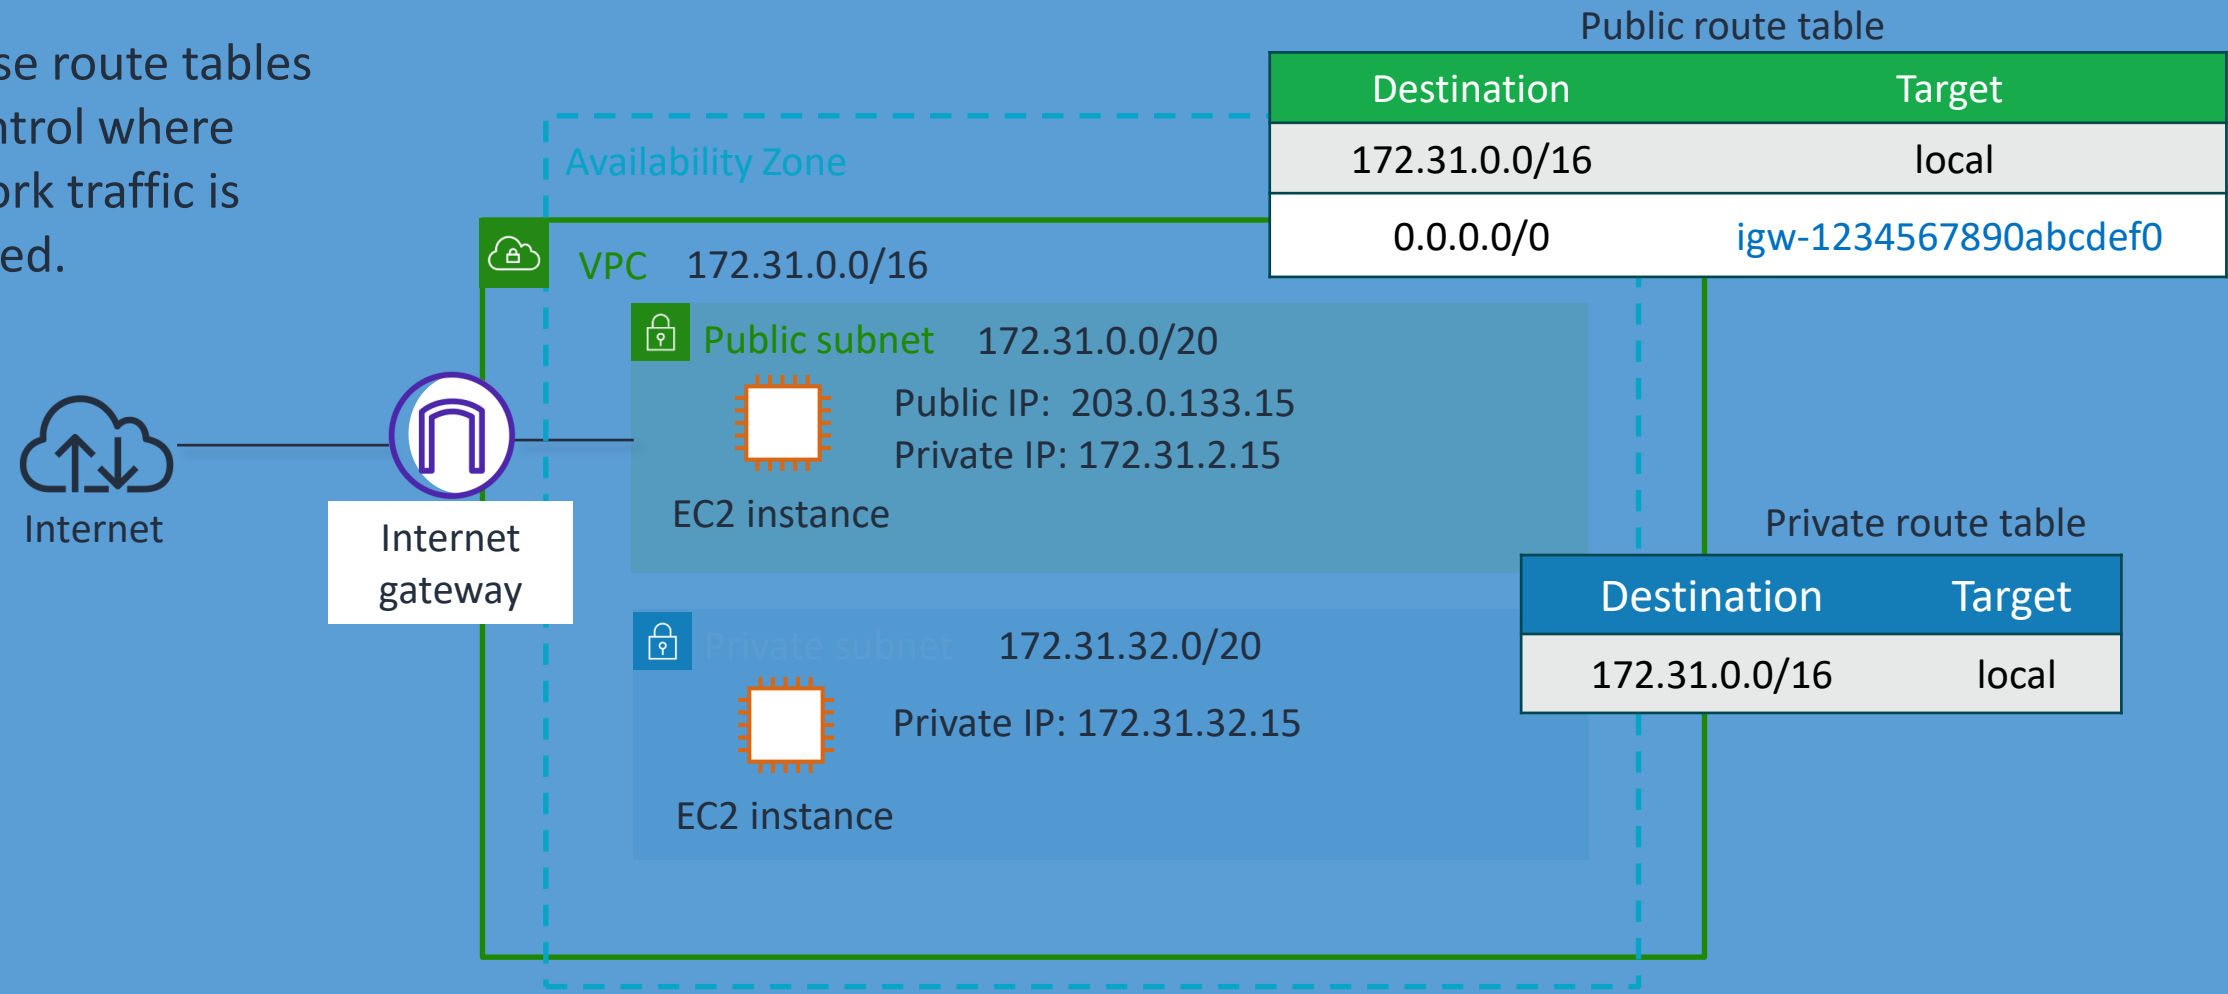 se route tables
ntrol where
ork traffic is
ed.
Public route table
Destination Target
172.31.0.0/16 local
0.0.0.0/0 igw-1234567890abcdef0
Availability Zone
VPC 172.31.0.0/16
Public subnet 172.31.0.0/20
Public IP: 203.0.133.15
Private IP: 172.31.2.15
EC2 instance
Internet
Internet
gateway
Private route table
Destination Target
172.31.0.0/16 local
Private subnet 172.31.32.0/20
Private IP: 172.31.32.15
EC2 instance